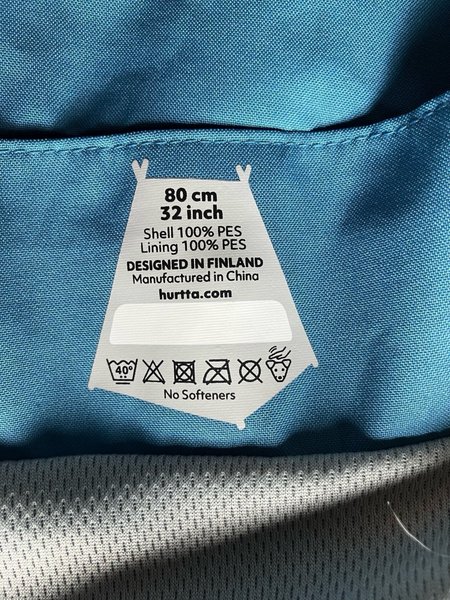 80 cm
32 inch
Shell 100% PES
Lining 100% PES
DESIGNED IN FINLAND
Manufactured in China
hurtta.com
40°
No Softeners